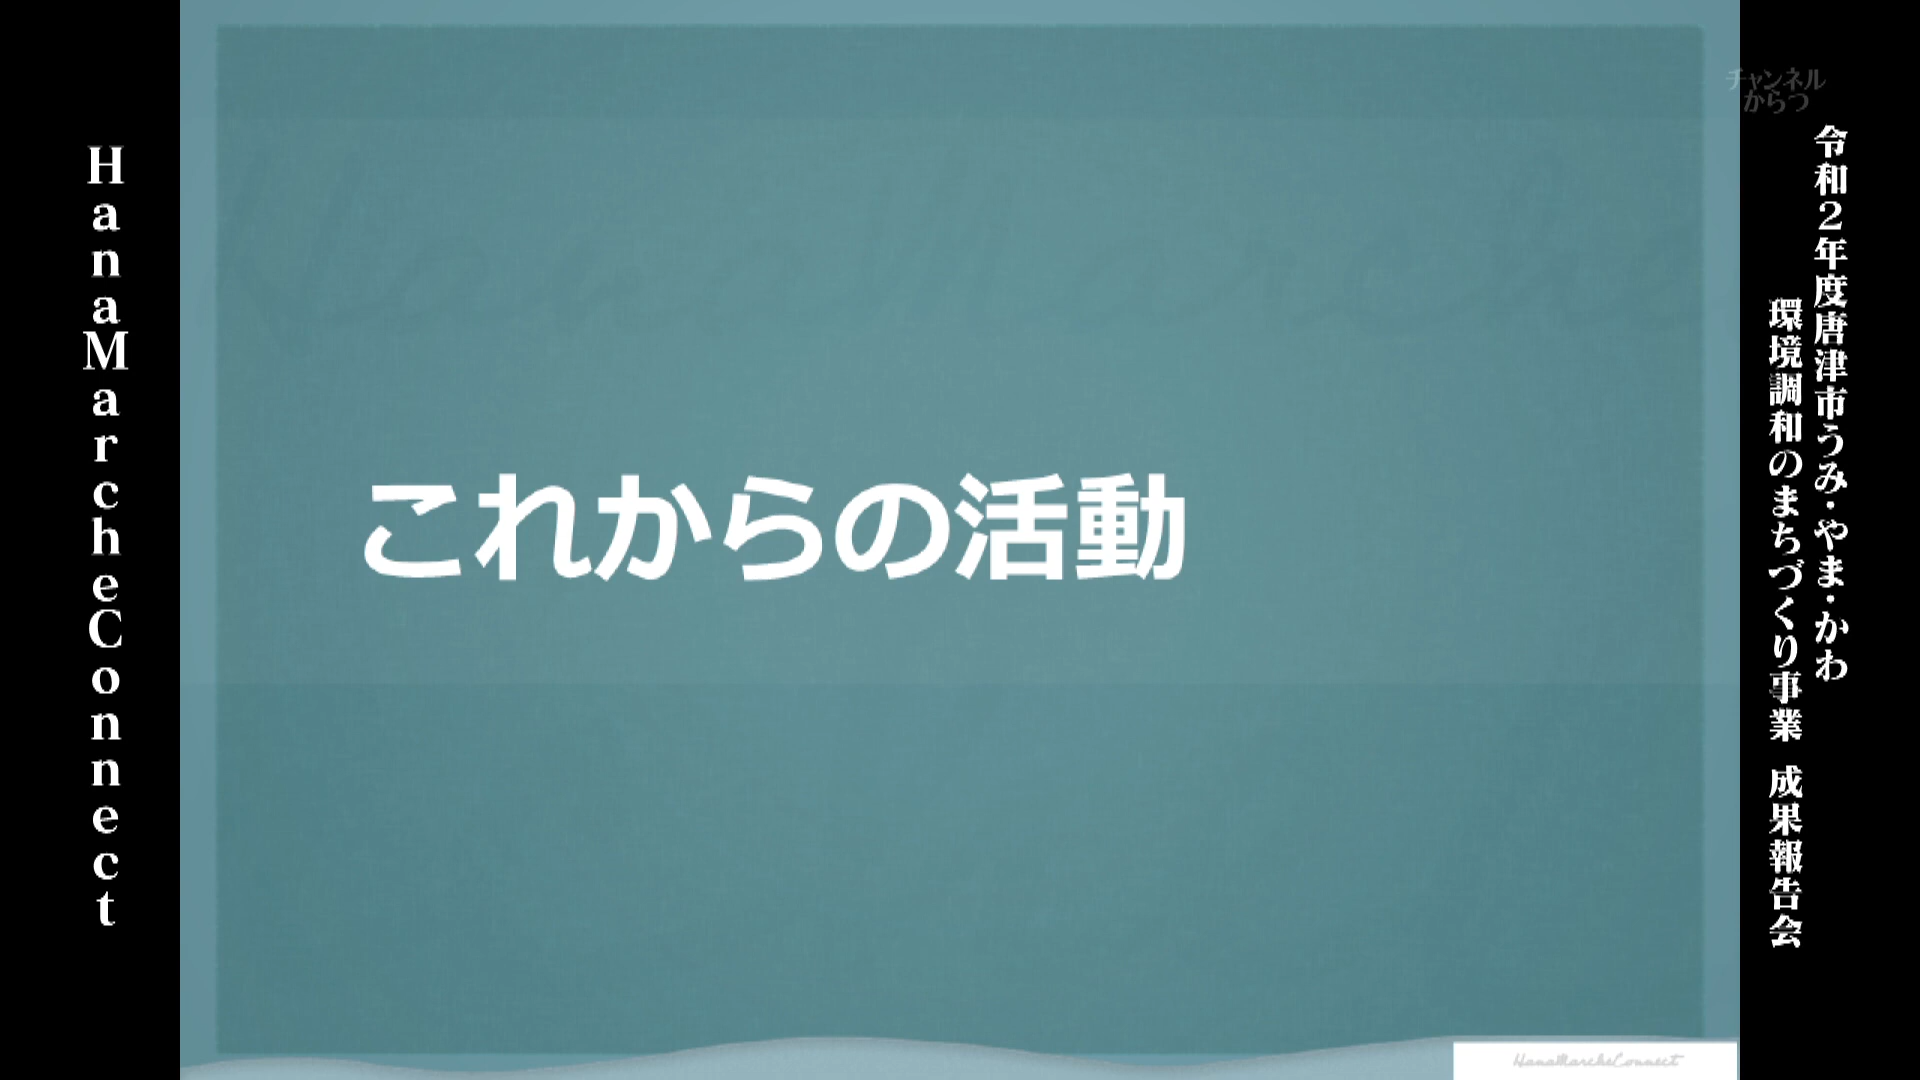 HanaMarcheConnect
これからの活動
チャンネル
からつ
令和２年度唐津市うみ・やま・かわ
環境調和のまちづくり事業 成果報告会
HanaMarcheConnect